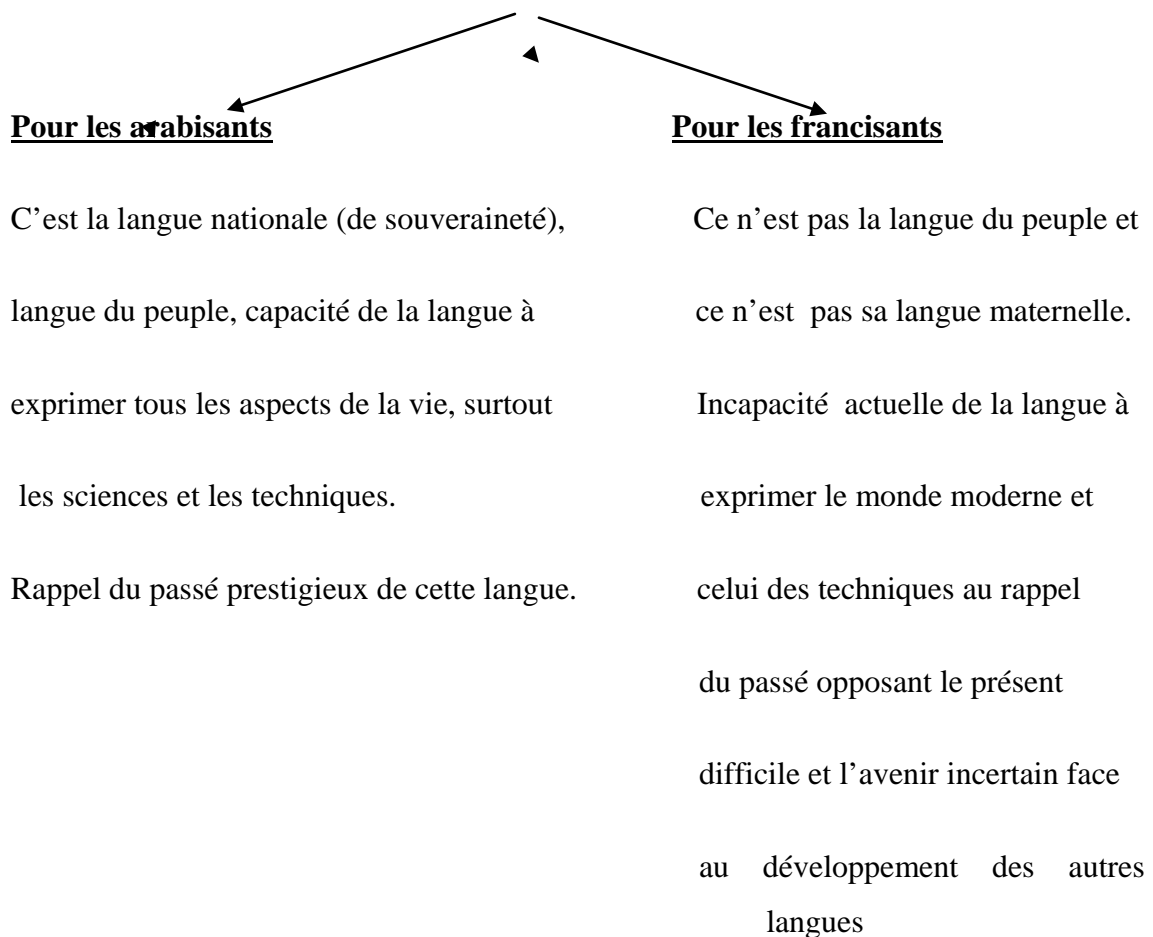 Pour les arabisants
C’est la langue nationale (de souveraineté),
langue du peuple, capacité de la langue à
exprimer tous les aspects de la vie, surtout
les sciences et les techniques.
Rappel du passé prestigieux de cette langue.
Pour les francisants
Ce n’est pas la langue du peuple et
ce n’est pas sa langue maternelle.
Incapacité actuelle de la langue à
exprimer le monde moderne et
celui des techniques au rappel
du passé opposant le présent
difficile et l’avenir incertain face
au développement des autres
langues